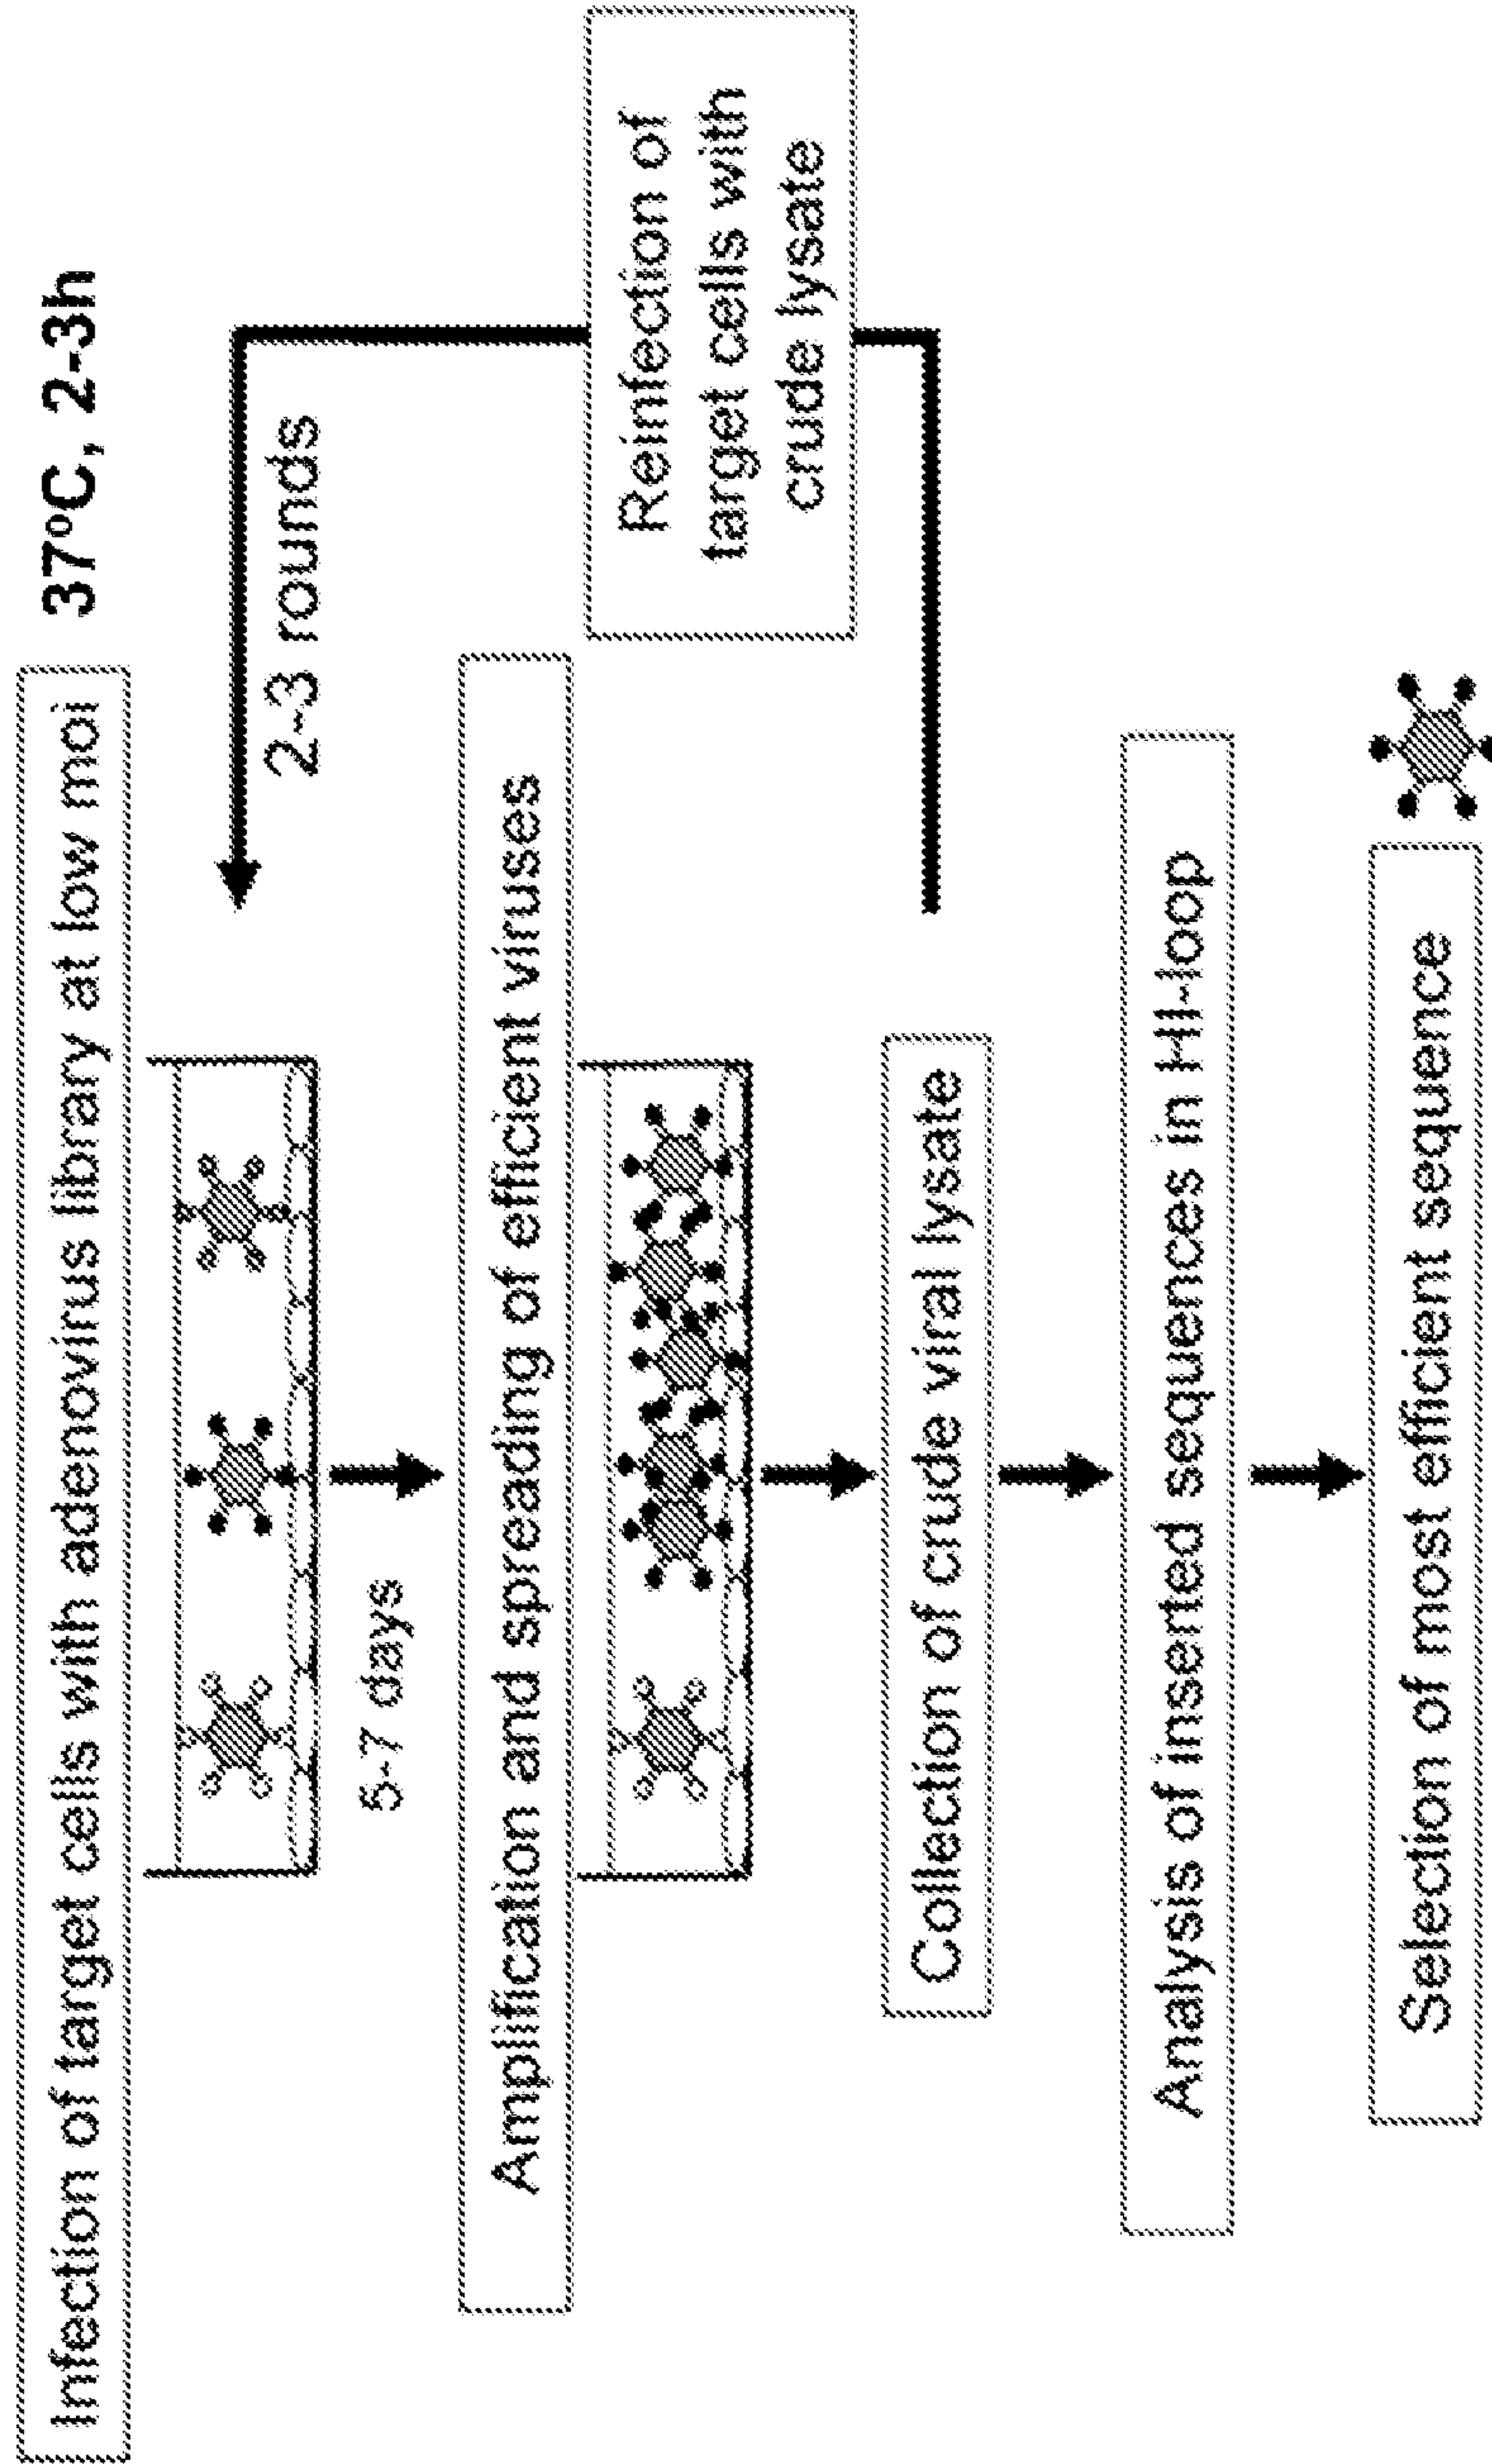 Infection of target cells with adenovirus library at low moi
37ºC, 2-3h
2-3 rounds
5-7 days
Amplification and spreading of efficient viruses
Reinfection of
target cells with
crude lysate
Collection of crude viral lysate
Analysis of inserted sequences in HI-loop
Selection of most efficient sequence